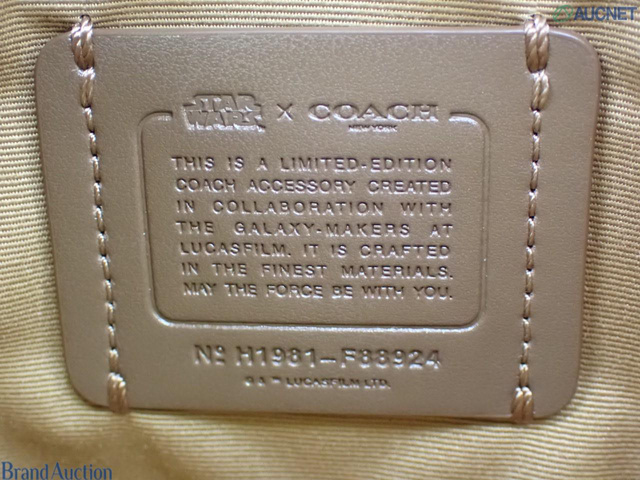 AUCNET
STAR WARS X COACH
NEW YORK
THIS IS A LIMITED-EDITION
COACH ACCESSORY CREATED
IN COLLABORATION WITH
THE GALAXY-MAKERS AT
LUCASFILM. IT IS CRAFTED
IN THE FINEST MATERIALS.
MAY THE FORCE BE WITH YOU.
Nº H1981-F88924
© & ™ LUCASFILM LTD.
Brand Auction